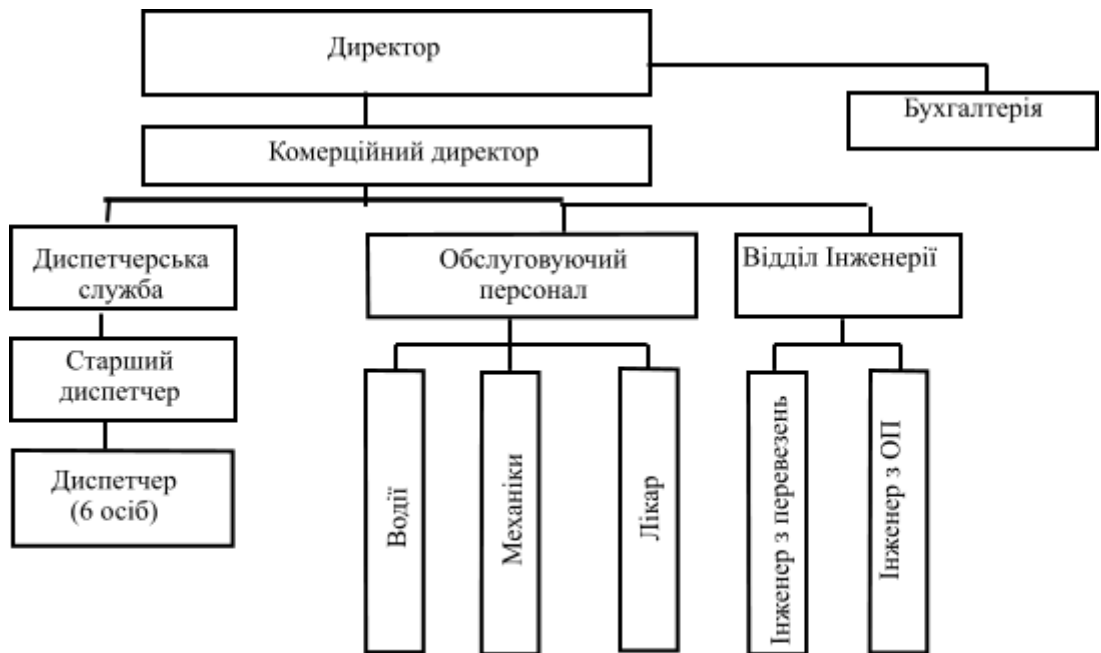 Директор
Бухгалтерія
Комерційний директор
Диспетчерська
служба
Обслуговуючий
персонал
Відділ Інженерії
Старший
диспетчер
Диспетчер
(6 осіб)
Водії
Механіки
Лікар
Інженер з перевезень
Інженер з ОП